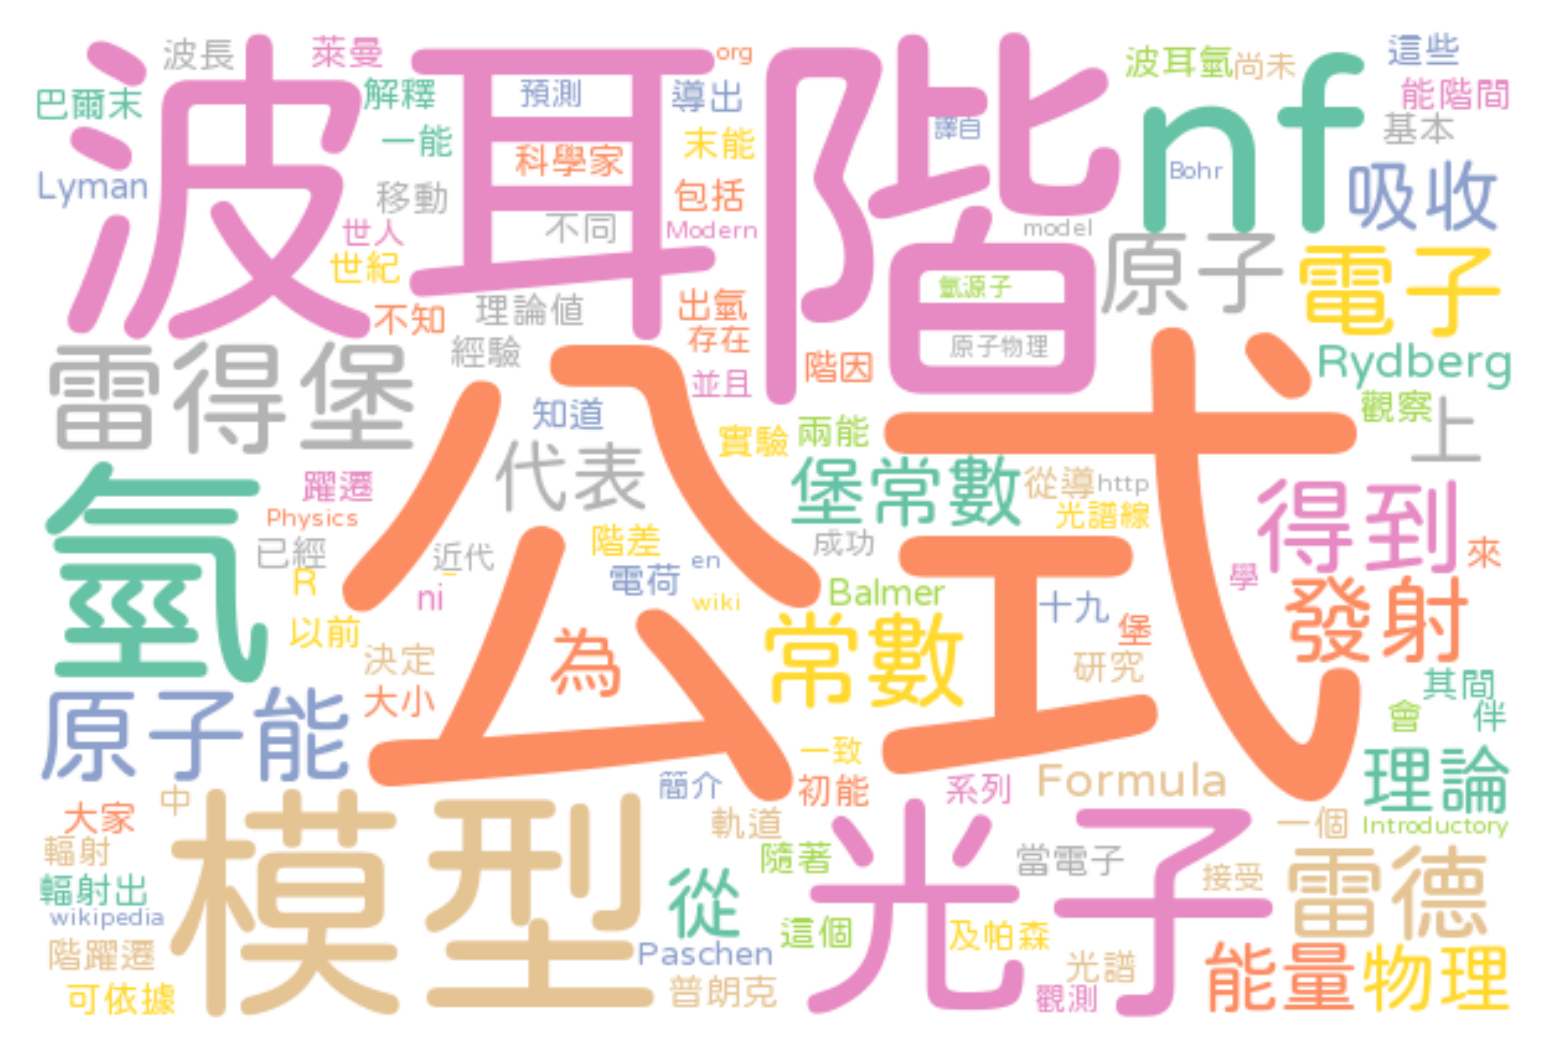 波長
萊曼
org
波耳氫
尚未
這些
巴爾末
解釋
預測
導出
能階間
波耳
階
nf
一能
科學家
末能
譯自
基本
Lyman
移動
包括
Bohr
吸收
世人
不同
Modern
model
世紀
氫源子
原子
電子
不知
理論值
出氫
存在
原子物理
雷得堡
經驗
並且
階因
Rydberg
公式
知道
觀察
上
代表
實驗
兩能
氫
躍遷
堡常數
從導
http
得到
Physics
光譜線
已經
近代
階差
成功
來
R
ni
電荷
en
wiki
Balmer
十九
學
發射
以前
為
常數
堡
決定
研究
大小
其間
原子能
會
伴
一致
簡介
初能
系列
Formula
理論
中
大家
模型
軌道
光子
一個
Introductory
輻射
隨著
當電子
雷德
輻射出
從
接受
wikipedia
這個
及帕森
階躍遷
Paschen
光譜
能量
物理
可依據
普朗克
觀測